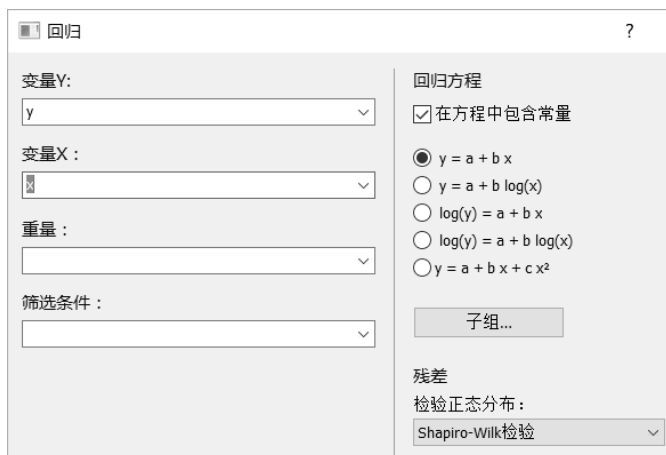 回归
?
变量Y:
y
变量X：
x
重量：
筛选条件：
回归方程
在方程中包含常量
y = a + b x
y = a + b log(x)
log(y) = a + b x
log(y) = a + b log(x)
y = a + b x + c x²
子组...
残差
检验正态分布：
Shapiro-Wilk检验